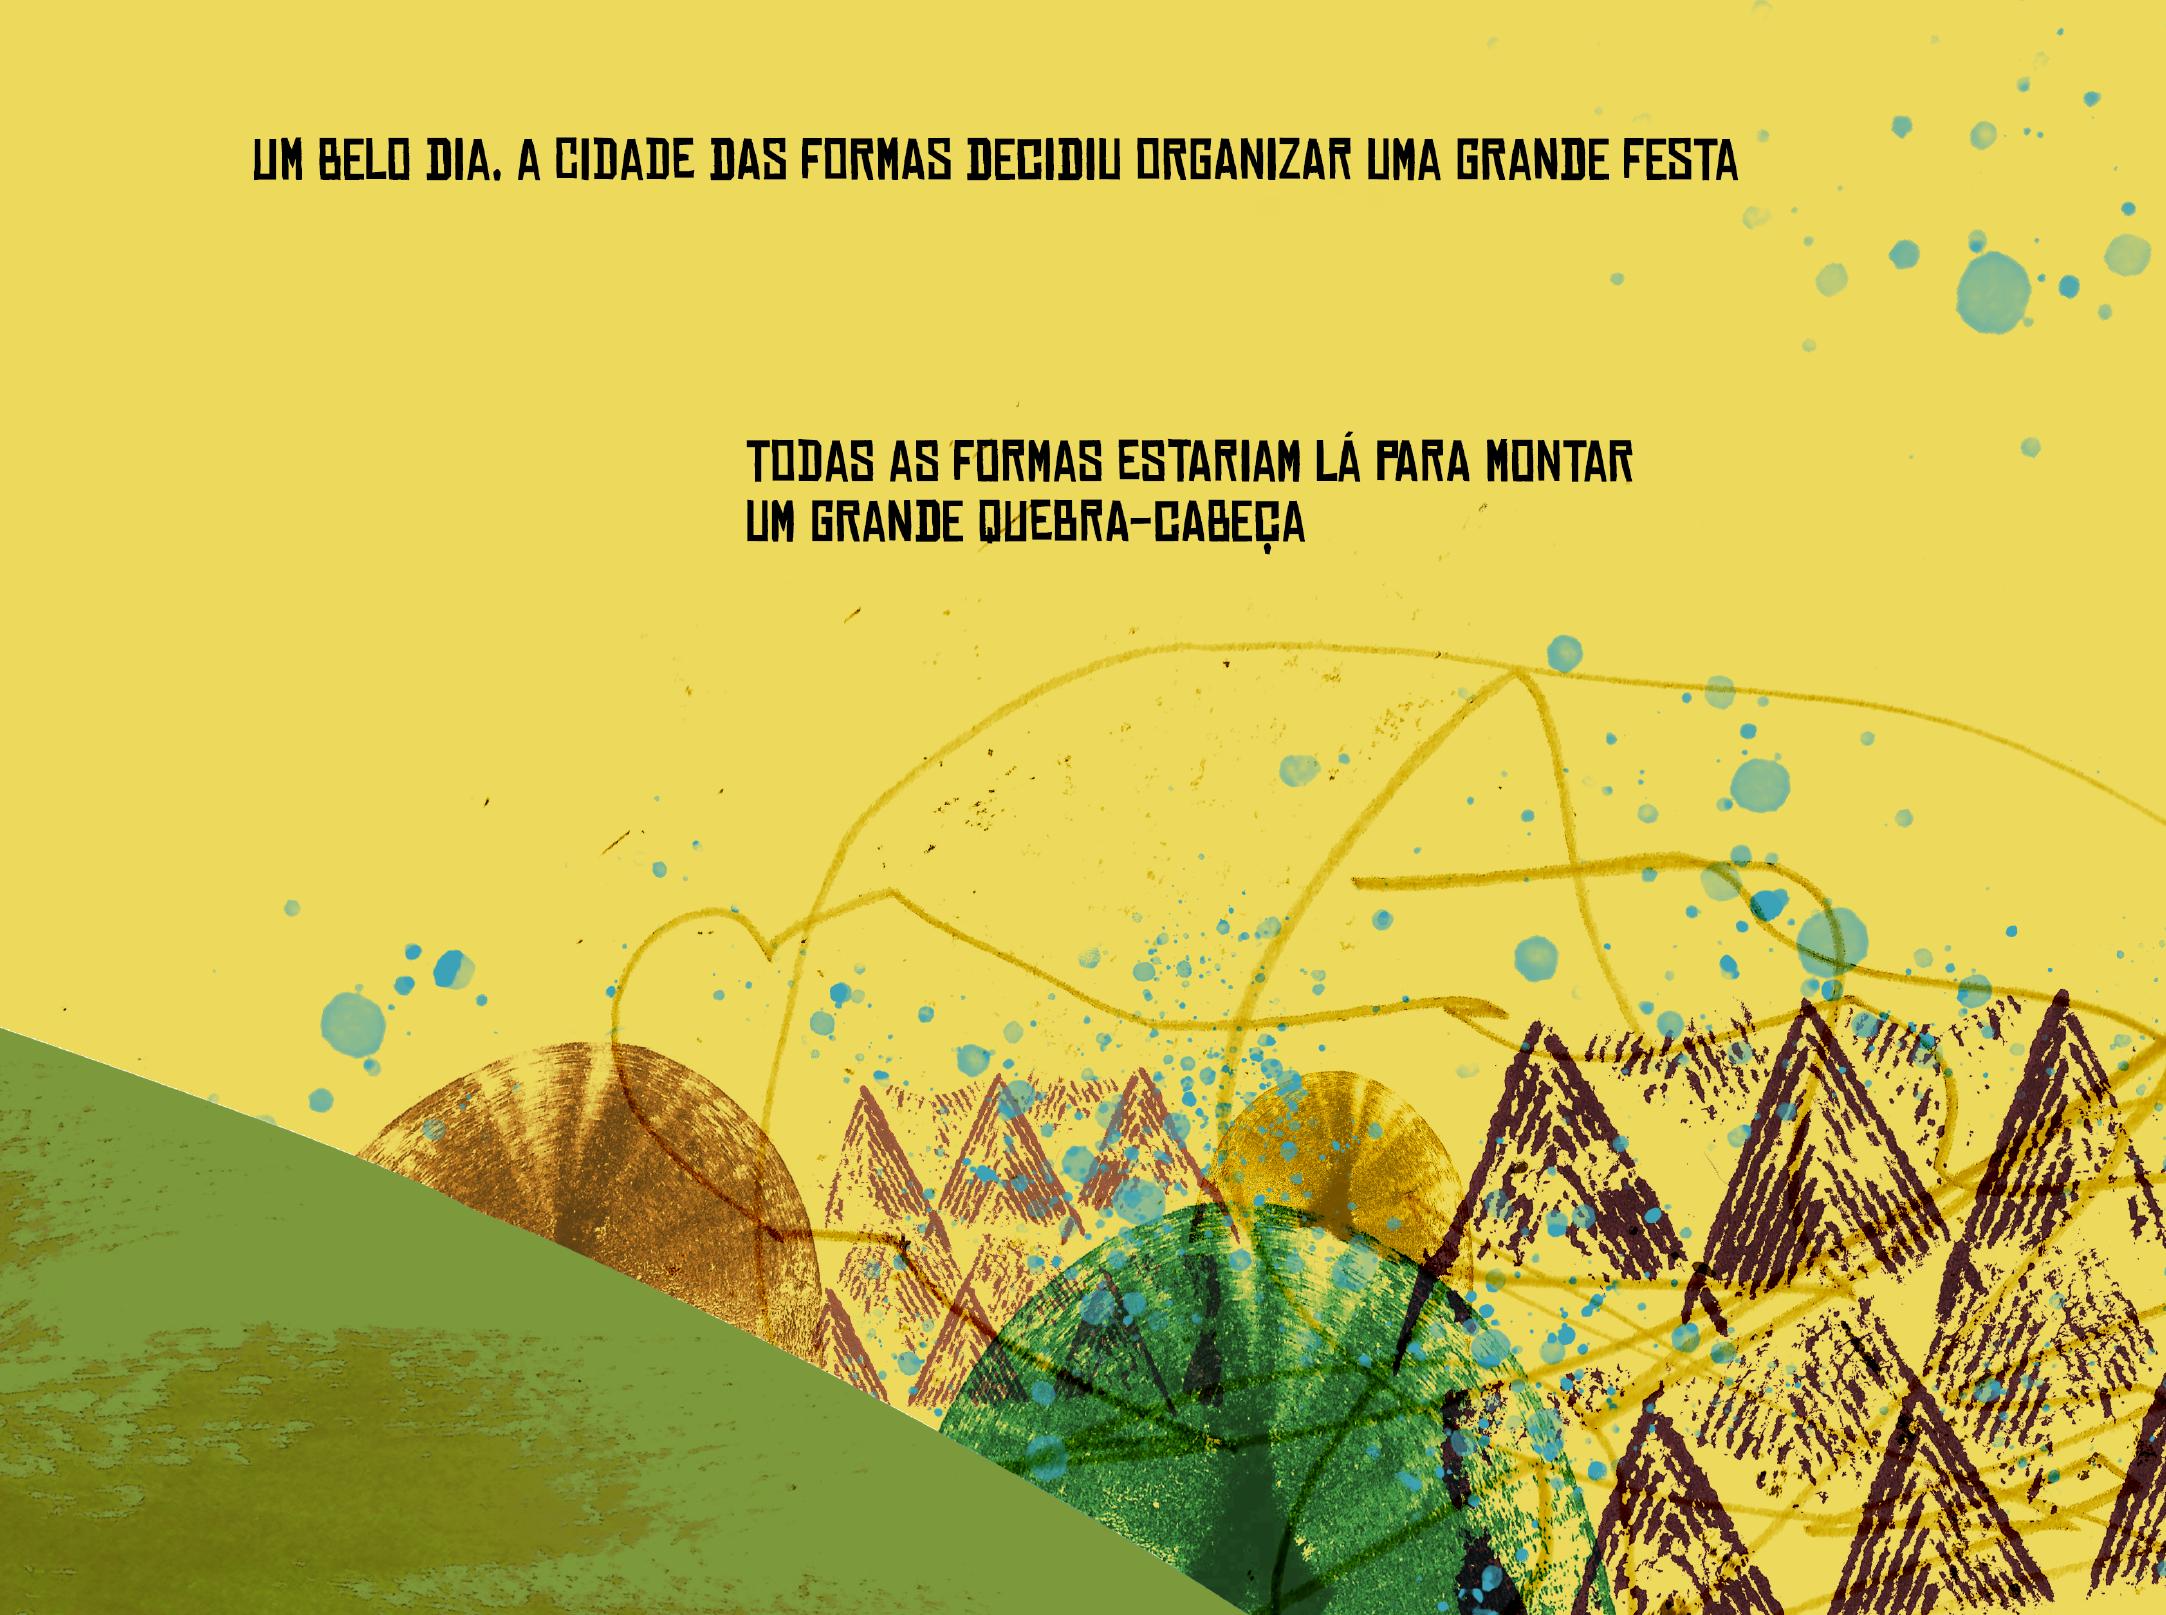 UM BELO DIA, A CIDADE DAS FORMAS DECIDIU ORGANIZAR UMA GRANDE FESTA
TODAS AS FORMAS ESTARIAM LÁ PARA MONTAR
UM GRANDE QUEBRA-CABEÇA